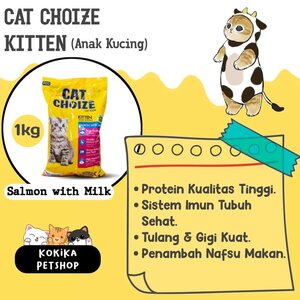 CAT CHOIZE
KITTEN (Anak Kucing)
1kg
CAT
CHOIZE
KITTEN
Salmon with Milk
KOKIKA
PETSHOP
• Protein Kualitas Tinggi.
• Sistem Imun Tubuh
Sehat.
• Tulang & Gigi Kuat.
• Penambah Nafsu Makan.